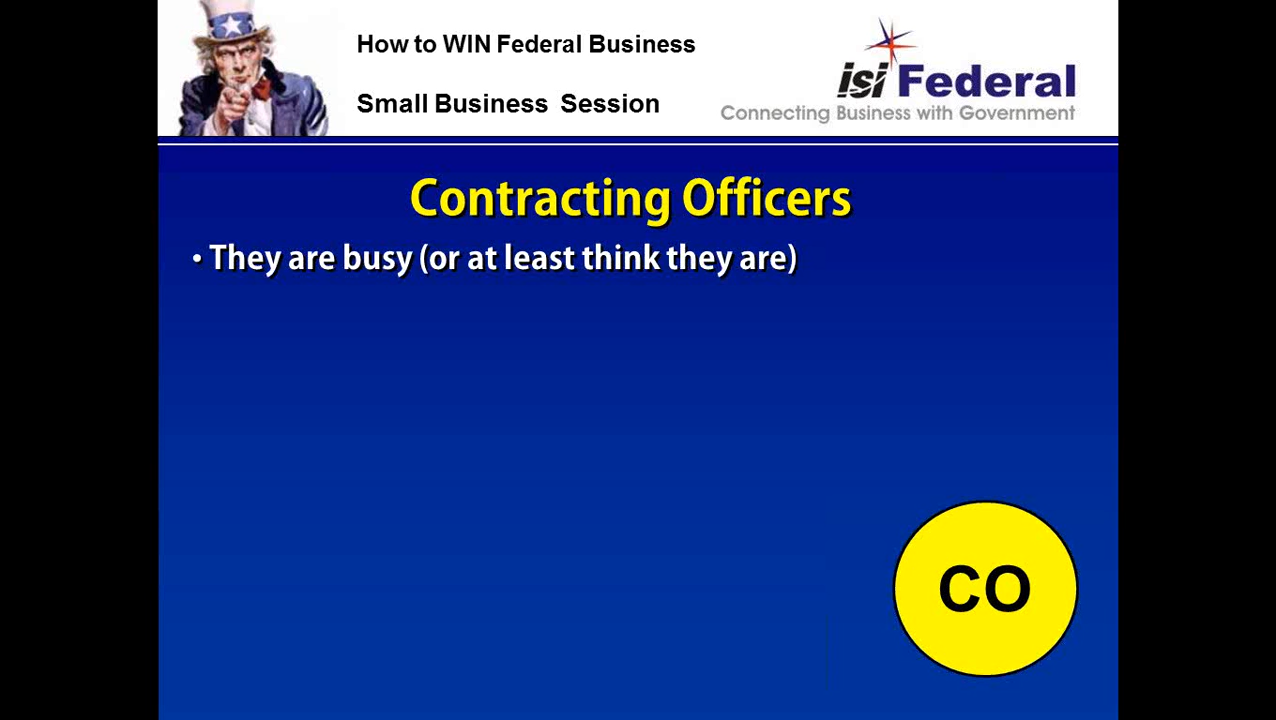 How to WIN Federal Business
Small Business Session
isi Federal
Connecting Business with Government
Contracting Officers
• They are busy (or at least think they are)
CO